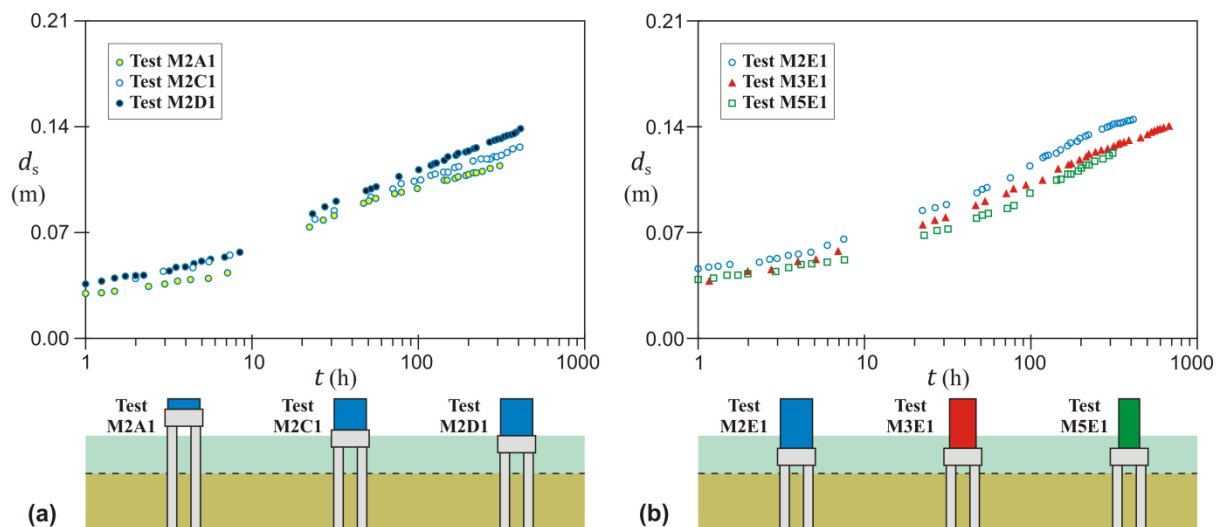 0.21
0.14
0.07
0.00
d_s
(m)
Test M2A1
Test M2C1
Test M2D1
1
10
100
1000
t (h)
Test
M2A1
Test
M2C1
Test
M2D1
(a)
0.21
0.14
0.07
0.00
d_s
(m)
Test M2E1
Test M3E1
Test M5E1
1
10
100
1000
t (h)
Test
M2E1
Test
M3E1
Test
M5E1
(b)